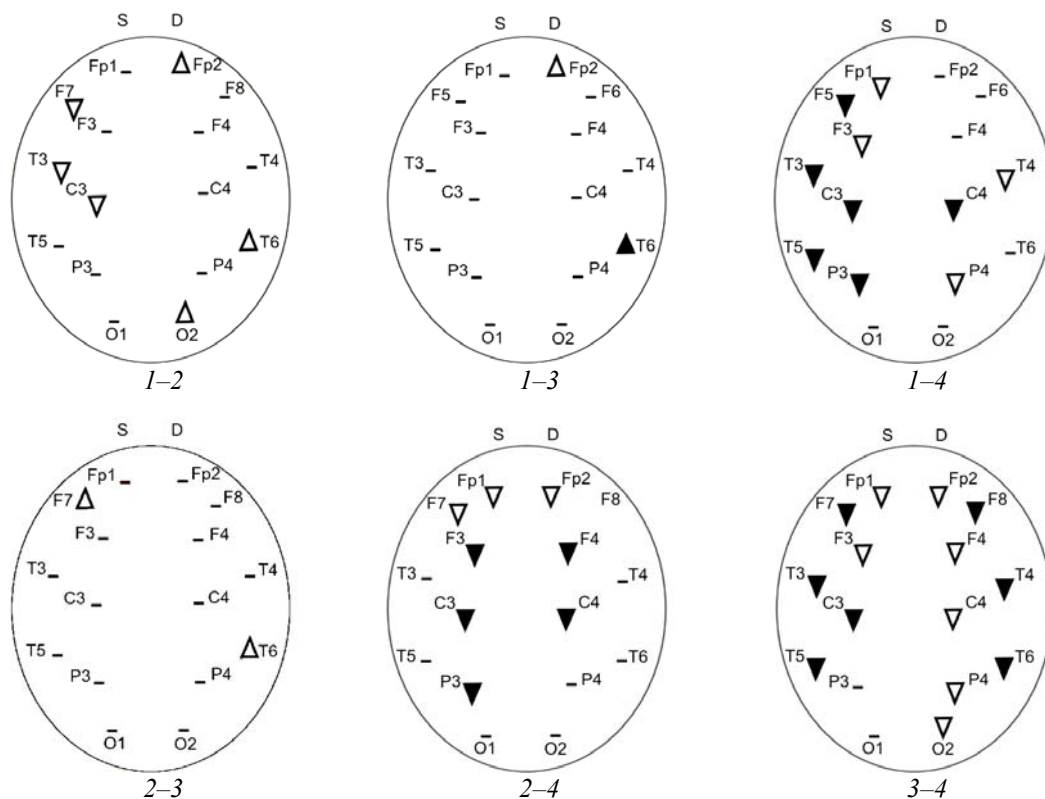 S D
Fp1 Fp2
F7 F8
F3 F4
T3 T4
C3 C4
T5 T6
P3 P4
O1 O2
1–2
S D
Fp1 Fp2
F5 F6
F3 F4
T3 T4
C3 C4
T5 T6
P3 P4
O1 O2
1–3
S D
Fp1 Fp2
F5 F6
F3 F4
T3 T4
C3 C4
T5 T6
P3 P4
O1 O2
1–4
S D
Fp1 Fp2
F7 F8
F3 F4
T3 T4
C3 C4
T5 T6
P3 P4
O1 O2
2–3
S D
Fp1 Fp2
F7 F8
F3 F4
T3 T4
C3 C4
T5 T6
P3 P4
O1 O2
2–4
S D
Fp1 Fp2
F7 F8
F3 F4
T3 T4
C3 C4
T5 T6
P3 P4
O1 O2
3–4